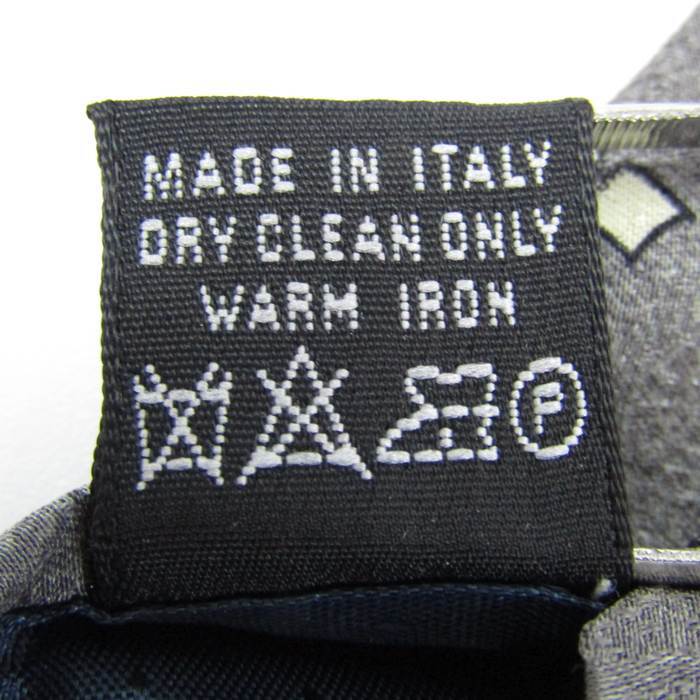 MADE IN ITALY
DRY CLEAN ONLY
WARM IRON
F